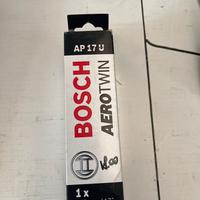 AP 17 U
BOSCH
AEROTWIN
1 x